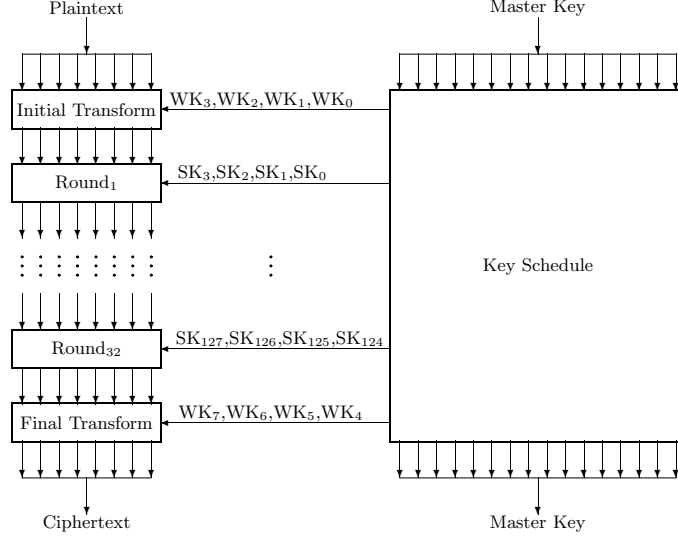 Plaintext
Master Key
WK₃,WK₂,WK₁,WK₀
Initial Transform
SK₃,SK₂,SK₁,SK₀
Round₁
Key Schedule
SK₁₂₇,SK₁₂₆,SK₁₂₅,SK₁₂₄
Round₃₂
WK₇,WK₆,WK₅,WK₄
Final Transform
Ciphertext
Master Key